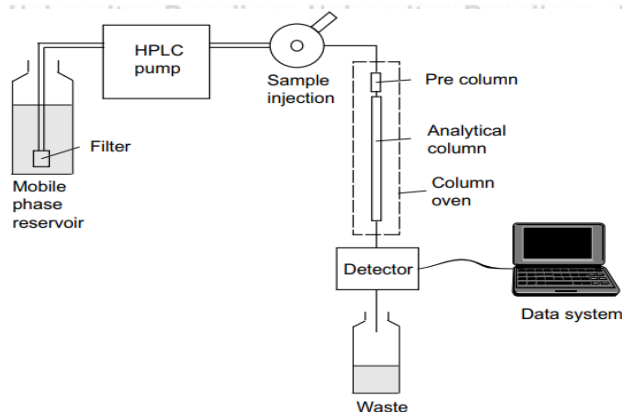 HPLC
pump
Sample
injection
Pre column
Analytical
column
Column
oven
Filter
Mobile
phase
reservoir
Detector
Data system
Waste